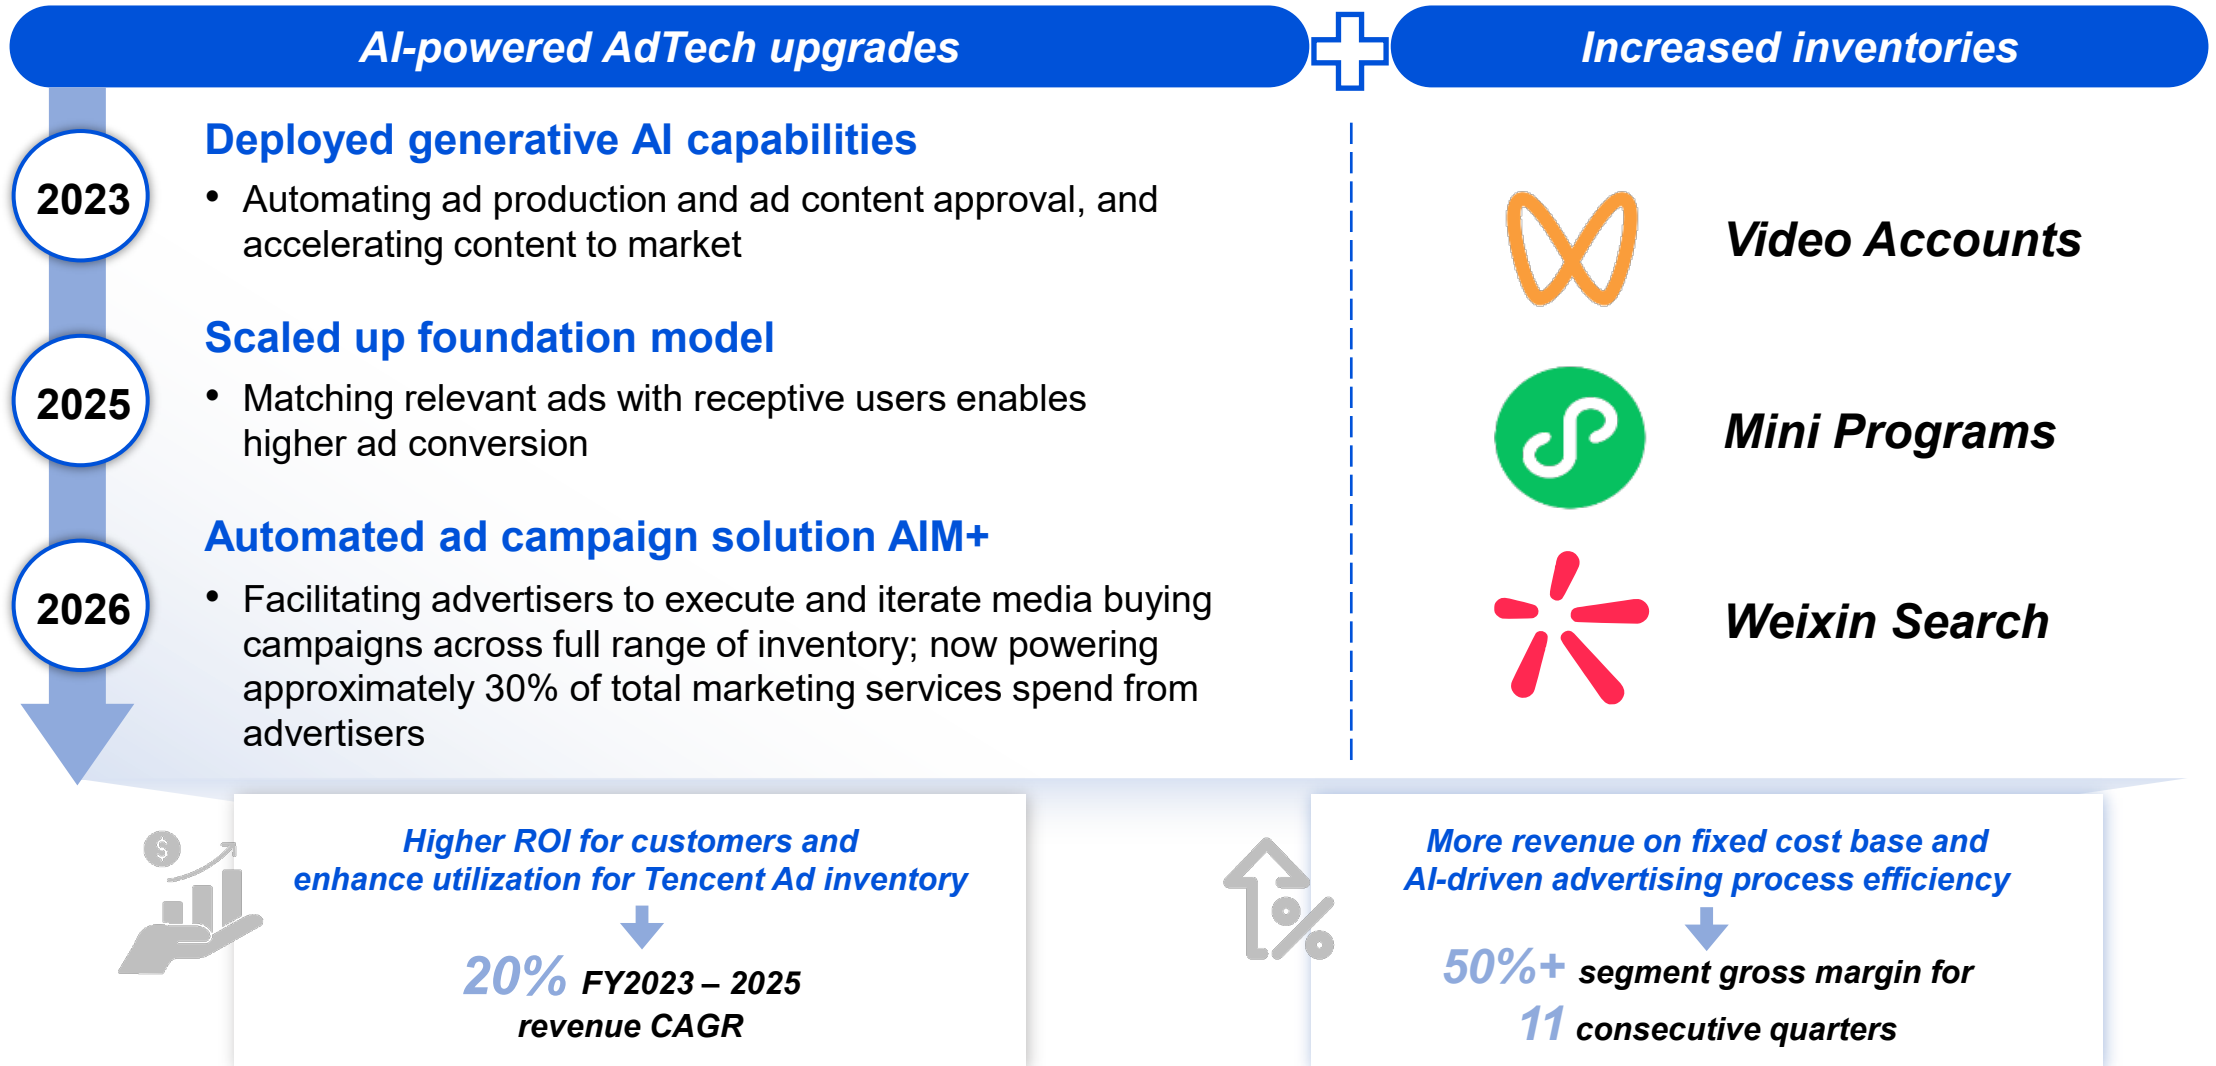 AI-powered AdTech upgrades
Increased inventories
2023
Deployed generative AI capabilities
• Automating ad production and ad content approval, and
accelerating content to market
2025
Scaled up foundation model
• Matching relevant ads with receptive users enables
higher ad conversion
2026
Automated ad campaign solution AIM+
• Facilitating advertisers to execute and iterate media buying
campaigns across full range of inventory; now powering
approximately 30% of total marketing services spend from
advertisers
Video Accounts
Mini Programs
Weixin Search
$
Higher ROI for customers and
enhance utilization for Tencent Ad inventory
20% FY2023 – 2025
revenue CAGR
%
More revenue on fixed cost base and
AI-driven advertising process efficiency
50%+ segment gross margin for
11 consecutive quarters